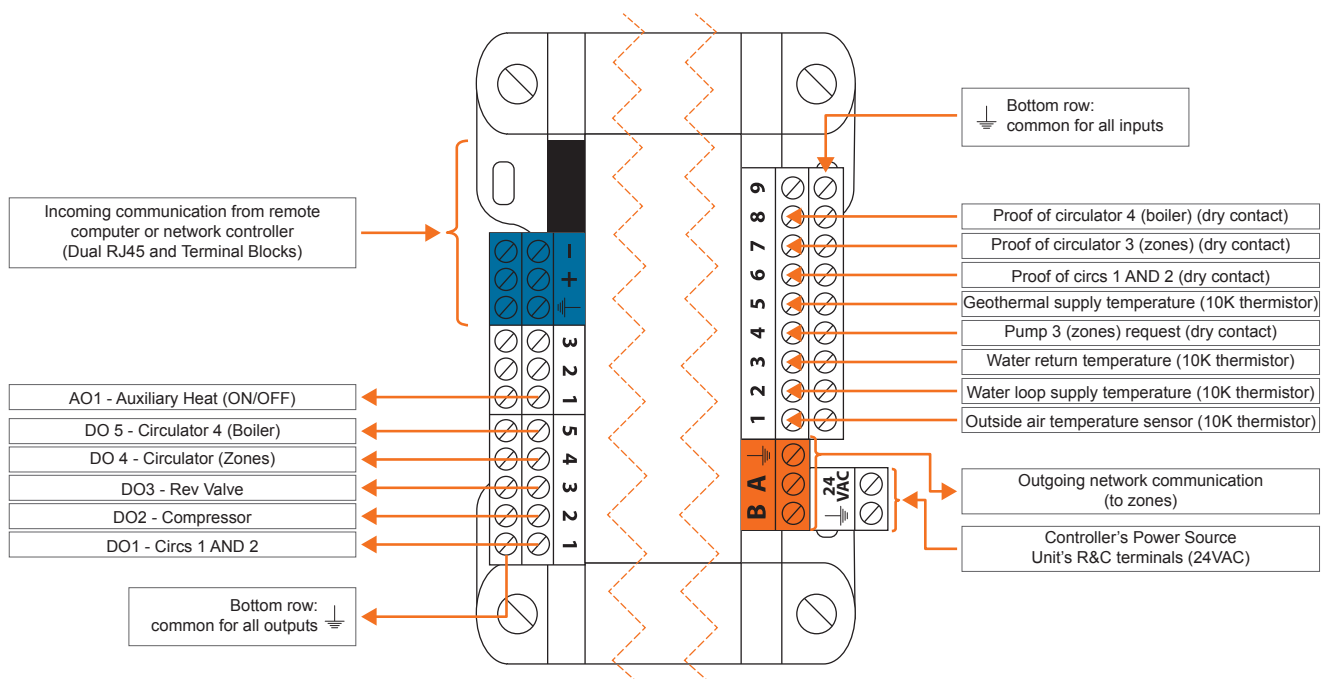 Bottom row:
common for all inputs
Incoming communication from remote
computer or network controller
(Dual RJ45 and Terminal Blocks)
AO1 - Auxiliary Heat (ON/OFF)
DO 5 - Circulator 4 (Boiler)
DO 4 - Circulator (Zones)
DO3 - Rev Valve
DO2 - Compressor
DO1 - Circs 1 AND 2
Bottom row:
common for all outputs
–
+
3
2
1
5
4
3
2
1
9
8
7
6
5
4
3
2
1
A
B
24
VAC
Proof of circulator 4 (boiler) (dry contact)
Proof of circulator 3 (zones) (dry contact)
Proof of circs 1 AND 2 (dry contact)
Geothermal supply temperature (10K thermistor)
Pump 3 (zones) request (dry contact)
Water return temperature (10K thermistor)
Water loop supply temperature (10K thermistor)
Outside air temperature sensor (10K thermistor)
Outgoing network communication
(to zones)
Controller's Power Source
Unit's R&C terminals (24VAC)